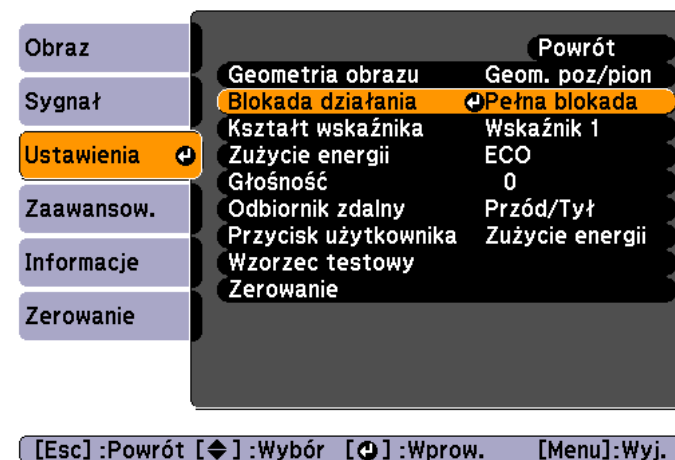 Obraz
Sygnał
Ustawienia
Zaawansow.
Informacje
Zerowanie
Powrót
Geometria obrazu Geom. poz/pion
Blokada działania Pełna blokada
Kształt wskaźnika Wskaźnik 1
Zużycie energii ECO
Głośność 0
Odbiornik zdalny Przód/Tył
Przycisk użytkownika Zużycie energii
Wzorzec testowy
Zerowanie
[Esc] :Powrót [◆] :Wybór [⏎] :Wprow. [Menu]:Wyj.